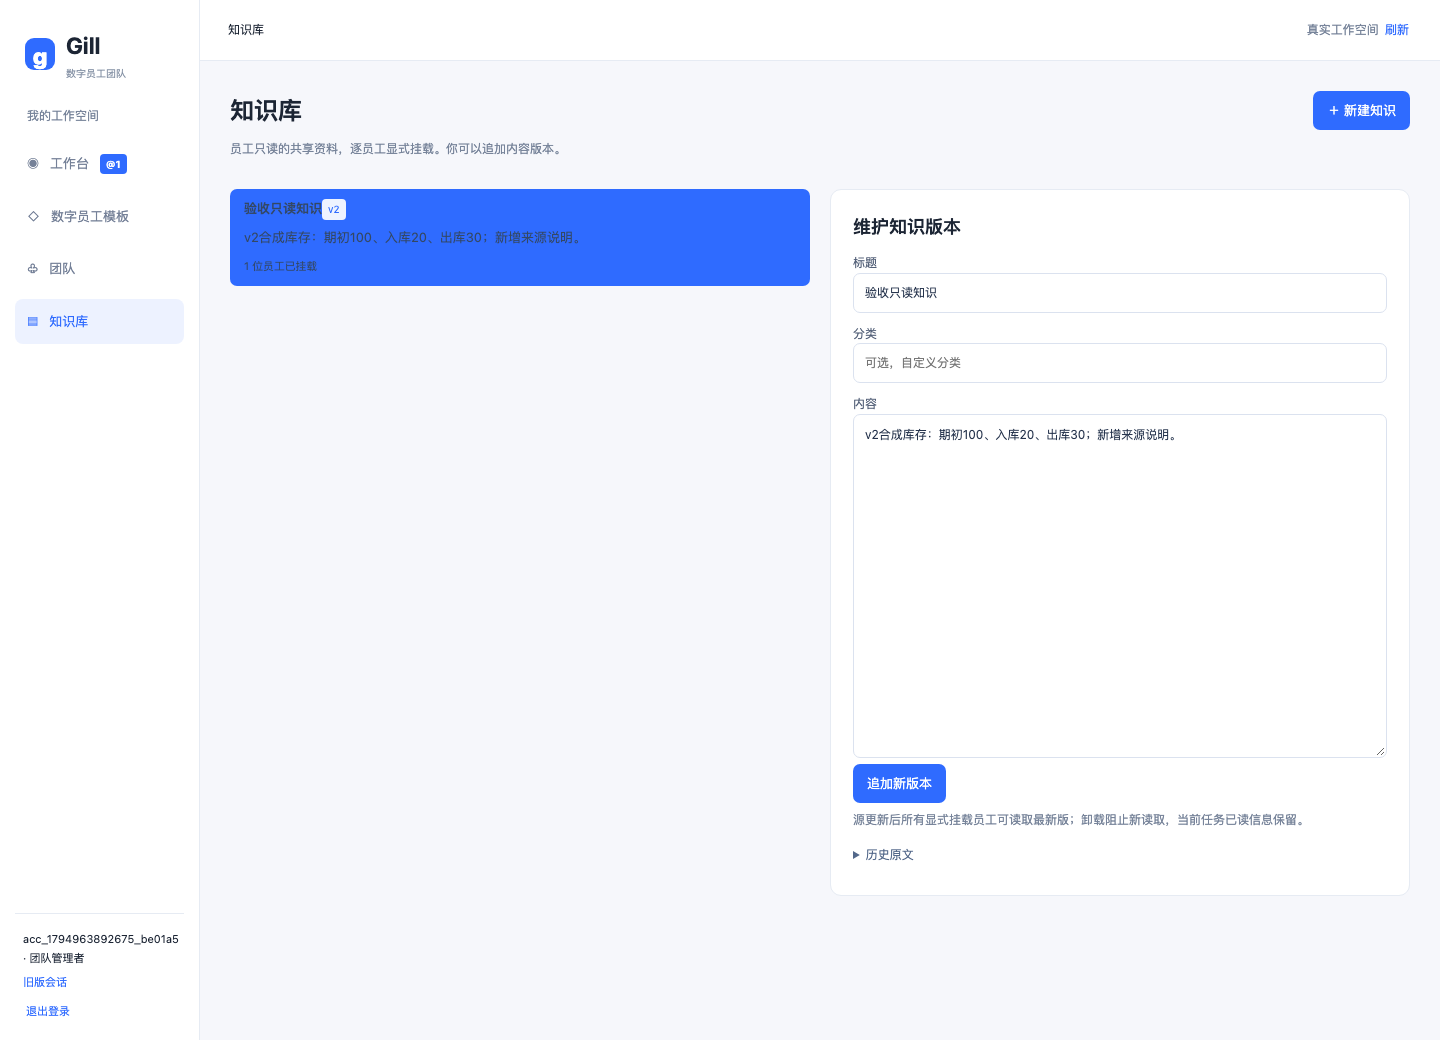 g
Gill
数字员工团队
我的工作空间
◉ 工作台 @1
◇ 数字员工模板
♧ 团队
▤ 知识库
acc_1794963892675_be01a5
· 团队管理者
旧版会话
退出登录
知识库
真实工作空间 刷新
知识库
员工只读的共享资料，逐员工显式挂载。你可以追加内容版本。
＋ 新建知识
验收只读知识 v2
v2合成库存：期初100、入库20、出库30；新增来源说明。
1 位员工已挂载
维护知识版本
标题
验收只读知识
分类
可选，自定义分类
内容
v2合成库存：期初100、入库20、出库30；新增来源说明。
追加新版本
源更新后所有显式挂载员工可读取最新版；卸载阻止新读取，当前任务已读信息保留。
▶ 历史原文